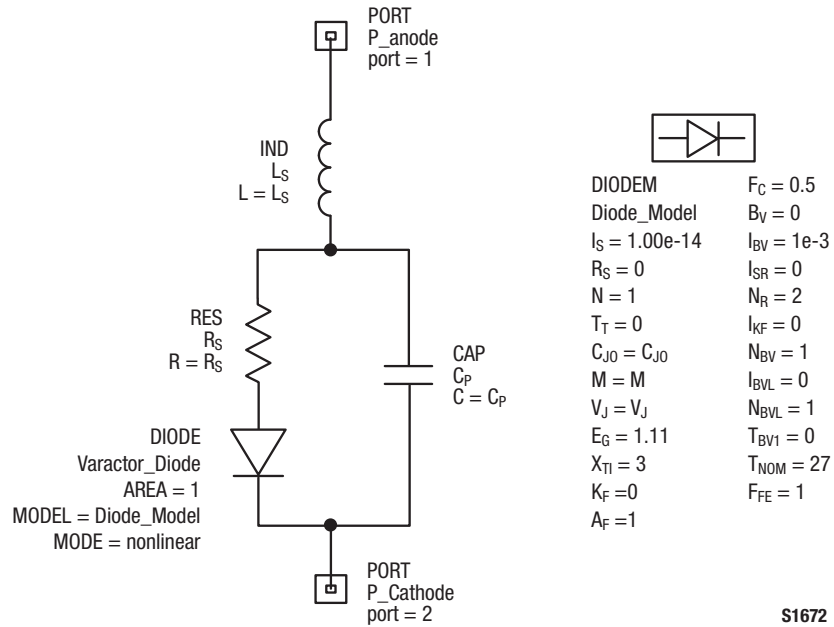 PORT
P_anode
port = 1
IND
L_S
L = L_S
RES
R_S
R = R_S
CAP
C_P
C = C_P
DIODE
Varactor_Diode
AREA = 1
MODEL = Diode_Model
MODE = nonlinear
PORT
P_Cathode
port = 2
DIODEM
Diode_Model
I_S = 1.00e-14
R_S = 0
N = 1
T_T = 0
C_J0 = C_J0
M = M
V_J = V_J
E_G = 1.11
X_TI = 3
K_F =0
A_F =1
F_C = 0.5
B_V = 0
I_BV = 1e-3
I_SR = 0
N_R = 2
I_KF = 0
N_BV = 1
I_BVL = 0
N_BVL = 1
T_BV1 = 0
T_NOM = 27
F_FE = 1
S1672